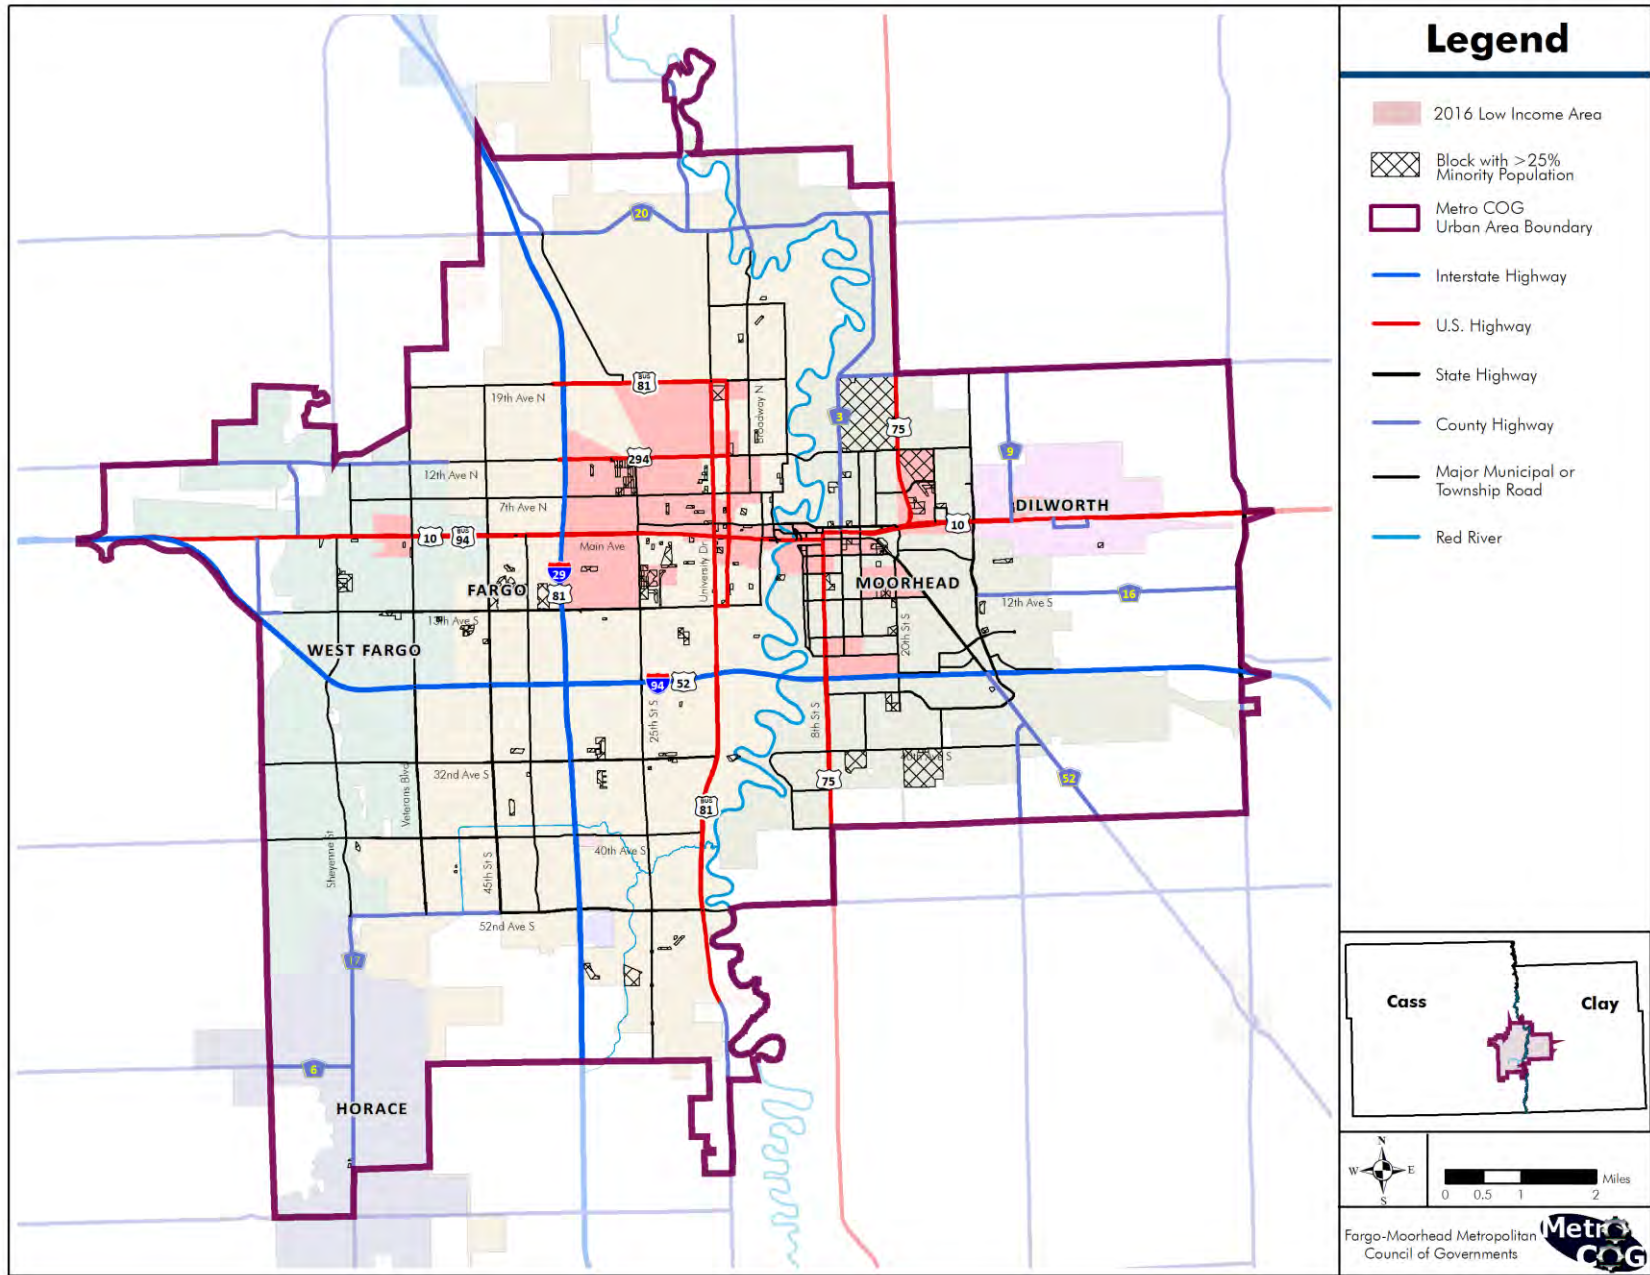 Legend
2016 Low Income Area
Block with >25%
Minority Population
Metro COG
Urban Area Boundary
Interstate Highway
U.S. Highway
State Highway
County Highway
Major Municipal or
Township Road
Red River
20
BUS
81
19th Ave N
Broadway N
3
75
294
12th Ave N
9
7th Ave N
DILWORTH
10
BUS
94
10
Main Ave
University Dr
29
81
FARGO
MOORHEAD
16
12th Ave S
13th Ave S
20th St S
WEST FARGO
94
52
25th St S
8th St S
40th Ave S
32nd Ave S
75
52
Veterans Blvd
BUS
81
Sheyenne St
40th Ave S
45th St S
52nd Ave S
17
6
HORACE
Cass
Clay
N
W
E
S
0
0.5
1
2
Miles
Fargo-Moorhead Metropolitan
Council of Governments
Metro
COG